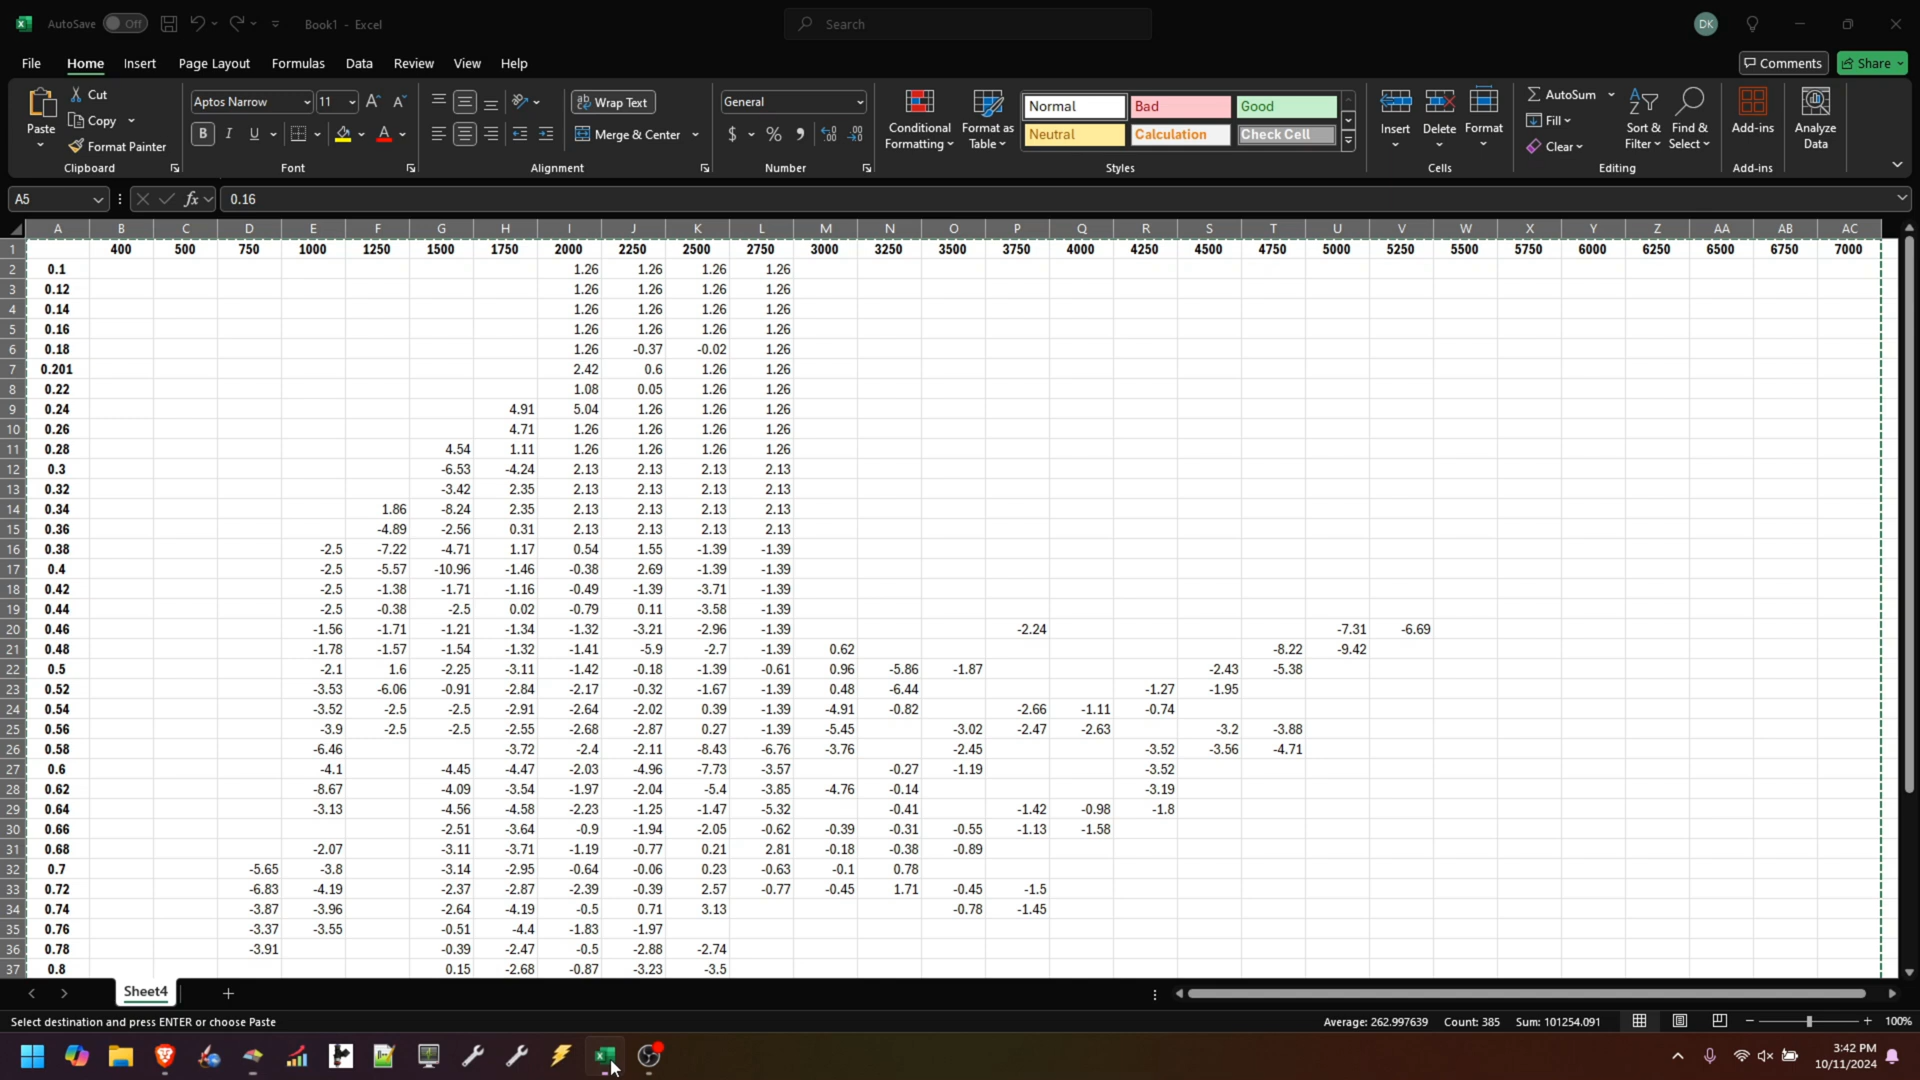 AutoSave Off Book1 - Excel Search DK
File Home Insert Page Layout Formulas Data Review View Help Comments Share
Paste Cut Copy Format Painter Clipboard
Aptos Narrow 11 B I U A Font
Wrap Text Merge & Center Alignment
General $ % Number
Conditional Formatting Format as Table
Normal Bad Good
Neutral Calculation Check Cell
Styles
Insert Delete Format Cells
AutoSum Fill Clear Sort & Filter Find & Select Editing
Add-ins Add-ins
Analyze Data
A5 fx 0.16
A B C D E F G H I J K L M N O P Q R S T U V W X Y Z AA AB AC
1 400 500 750 1000 1250 1500 1750 2000 2250 2500 2750 3000 3250 3500 3750 4000 4250 4500 4750 5000 5250 5500 5750 6000 6250 6500 6750 7000
2 0.1 1.26 1.26 1.26 1.26
3 0.12 1.26 1.26 1.26 1.26
4 0.14 1.26 1.26 1.26 1.26
5 0.16 1.26 1.26 1.26 1.26
6 0.18 1.26 -0.37 -0.02 1.26
7 0.201 2.42 0.6 1.26 1.26
8 0.22 1.08 0.05 1.26 1.26
9 0.24 4.91 5.04 1.26 1.26 1.26
10 0.26 4.71 1.26 1.26 1.26 1.26
11 0.28 4.54 1.11 1.26 1.26 1.26 1.26
12 0.3 -6.53 -4.24 2.13 2.13 2.13 2.13
13 0.32 -3.42 2.35 2.13 2.13 2.13 2.13
14 0.34 1.86 -8.24 2.35 2.13 2.13 2.13 2.13
15 0.36 -4.89 -2.56 0.31 2.13 2.13 2.13 2.13
16 0.38 -2.5 -7.22 -4.71 1.17 0.54 1.55 -1.39 -1.39
17 0.4 -2.5 -5.57 -10.96 -1.46 -0.38 2.69 -1.39 -1.39
18 0.42 -2.5 -1.38 -1.71 -1.16 -0.49 -1.39 -3.71 -1.39
19 0.44 -2.5 -0.38 -2.5 0.02 -0.79 0.11 -3.58 -1.39
20 0.46 -1.56 -1.71 -1.21 -1.34 -1.32 -3.21 -2.96 -1.39 -2.24 -7.31 -6.69
21 0.48 -1.78 -1.57 -1.54 -1.32 -1.41 -5.9 -2.7 -1.39 0.62 -8.22 -9.42
22 0.5 -2.1 1.6 -2.25 -3.11 -1.42 -0.18 -1.39 -0.61 0.96 -5.86 -1.87 -2.43 -5.38
23 0.52 -3.53 -6.06 -0.91 -2.84 -2.17 -0.32 -1.67 -1.39 0.48 -6.44 -1.27 -1.95
24 0.54 -3.52 -2.5 -2.5 -2.91 -2.64 -2.02 0.39 -1.39 -4.91 -0.82 -2.66 -1.11 -0.74
25 0.56 -3.9 -2.5 -2.5 -2.55 -2.68 -2.87 0.27 -1.39 -5.45 -3.02 -2.47 -2.63 -3.2 -3.88
26 0.58 -6.46 -3.72 -2.4 -2.11 -8.43 -6.76 -3.76 -2.45 -3.52 -3.56 -4.71
27 0.6 -4.1 -4.45 -4.47 -2.03 -4.96 -7.73 -3.57 -0.27 -1.19 -3.52
28 0.62 -8.67 -4.09 -3.54 -1.97 -2.04 -5.4 -3.85 -4.76 -0.14 -3.19
29 0.64 -3.13 -4.56 -4.58 -2.23 -1.25 -1.47 -5.32 -0.41 -1.42 -0.98 -1.8
30 0.66 -2.51 -3.64 -0.9 -1.94 -2.05 -0.62 -0.39 -0.31 -0.55 -1.13 -1.58
31 0.68 -2.07 -3.11 -3.71 -1.19 -0.77 0.21 2.81 -0.18 -0.38 -0.89
32 0.7 -5.65 -3.8 -3.14 -2.95 -0.64 -0.06 0.23 -0.63 -0.1 0.78
33 0.72 -6.83 -4.19 -2.37 -2.87 -2.39 -0.39 2.57 -0.77 -0.45 1.71 -0.45 -1.5
34 0.74 -3.87 -3.96 -2.64 -4.19 -0.5 0.71 3.13 -0.78 -1.45
35 0.76 -3.37 -3.55 -0.51 -4.4 -1.83 -1.97
36 0.78 -3.91 -0.39 -2.47 -0.5 -2.88 -2.74
37 0.8 0.15 -2.68 -0.87 -3.23 -3.5
Sheet4
Select destination and press ENTER or choose Paste Average: 262.997639 Count: 385 Sum: 101254.091 100%
3:42 PM
10/11/2024